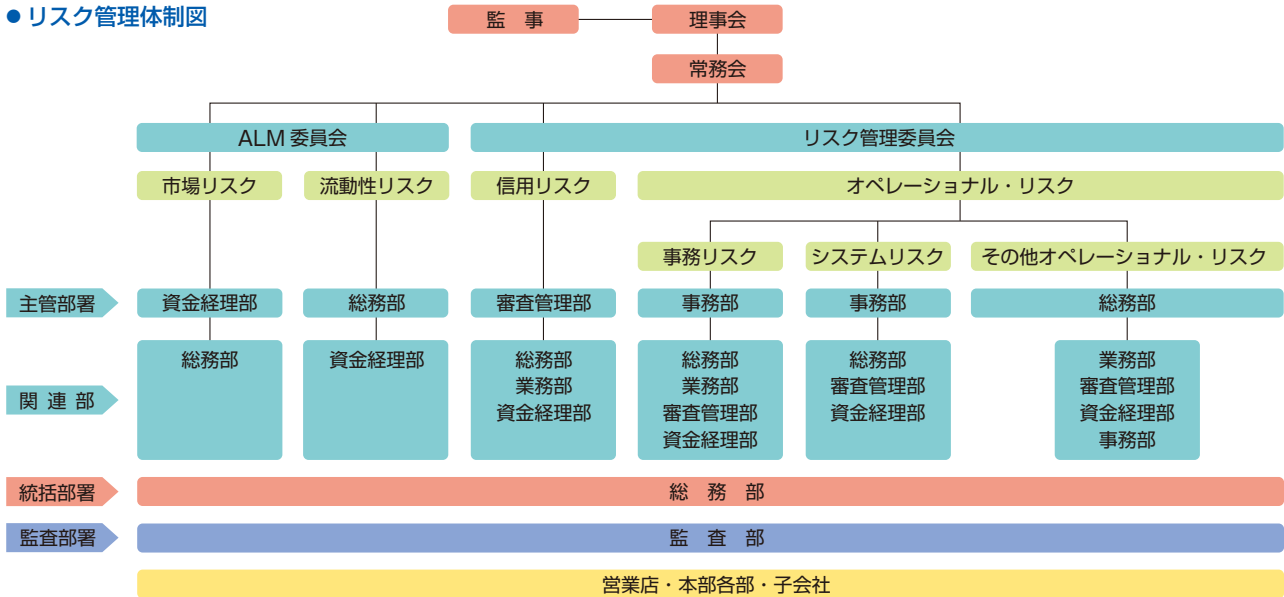 ●リスク管理体制図
監　事
理事会
常務会
ALM 委員会
リスク管理委員会
市場リスク
流動性リスク
信用リスク
オペレーショナル・リスク
事務リスク
システムリスク
その他オペレーショナル・リスク
主管部署
資金経理部
総務部
審査管理部
事務部
事務部
総務部
関 連 部
総務部
資金経理部
総務部
業務部
資金経理部
総務部
業務部
審査管理部
資金経理部
総務部
審査管理部
資金経理部
業務部
審査管理部
資金経理部
事務部
統括部署
総　務　部
監査部署
監　査　部
営業店・本部各部・子会社